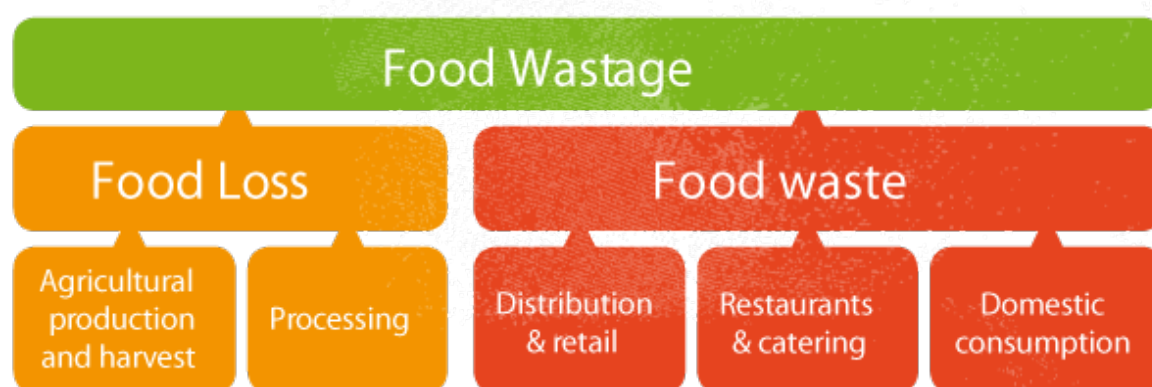 Food Wastage
Food Loss
Food waste
Agricultural
production
and harvest
Processing
Distribution
& retail
Restaurants
& catering
Domestic
consumption